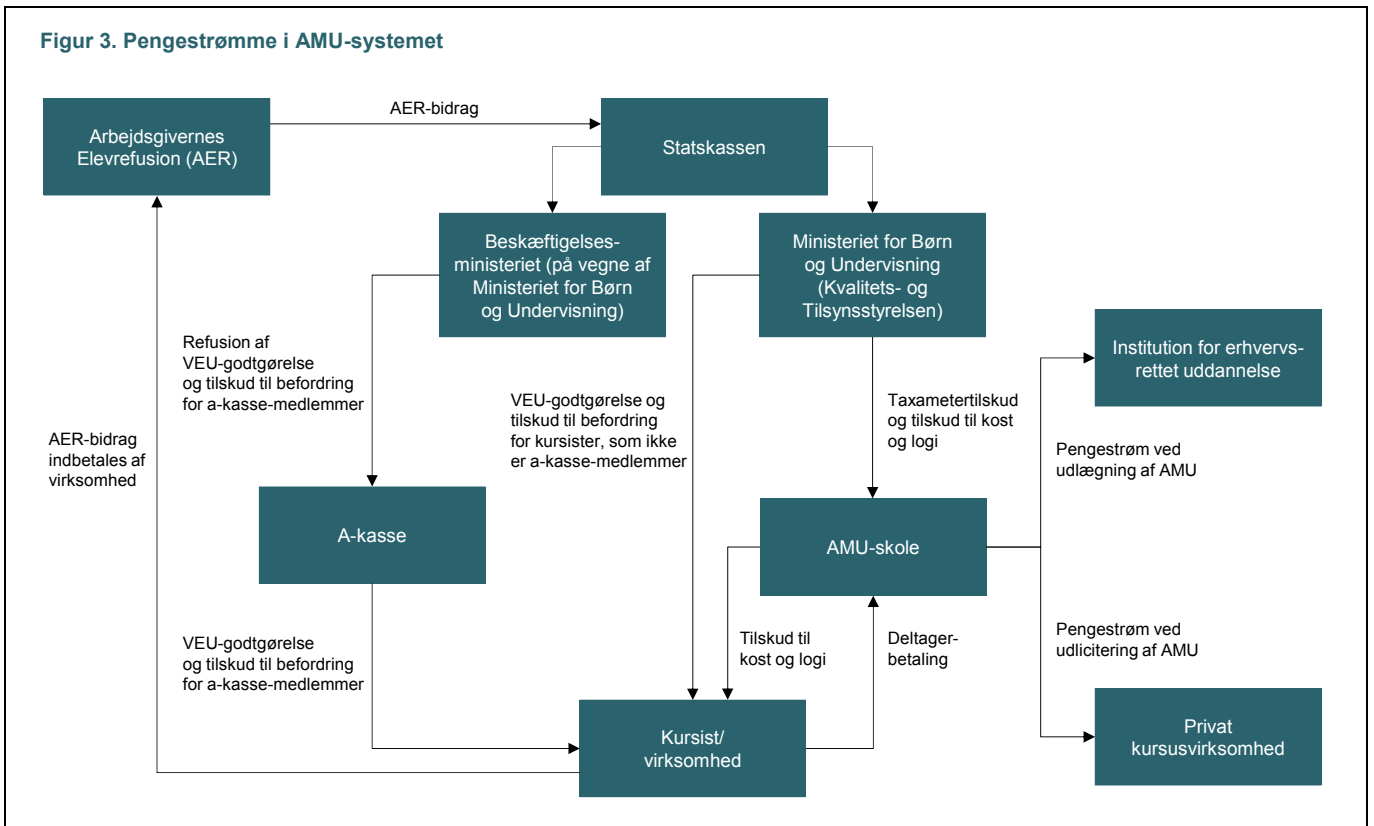 Figur 3. Pengestrømme i AMU-systemet
AER-bidrag
Arbejdsgivernes
Elevrefusion (AER)
Statskassen
Beskæftigelses-
ministeriet (på vegne af
Ministeriet for Børn
og Undervisning)
Ministeriet for Børn
og Undervisning
(Kvalitets- og
Tilsynsstyrelsen)
Institution for erhvervs-
rettet uddannelse
Refusion af
VEU-godtgørelse
og tilskud til befordring
for a-kasse-medlemmer
VEU-godtgørelse og
tilskud til befordring
for kursister, som ikke
er a-kasse-medlemmer
Taxametertilskud
og tilskud til kost
og logi
AER-bidrag
indbetales af
virksomhed
Pengestrøm ved
udlægning af AMU
A-kasse
AMU-skole
VEU-godtgørelse
og tilskud til befordring
for a-kasse-medlemmer
Tilskud til
kost og logi
Deltager-
betaling
Pengestrøm ved
udlicitering af AMU
Kursist/
virksomhed
Privat
kursusvirksomhed